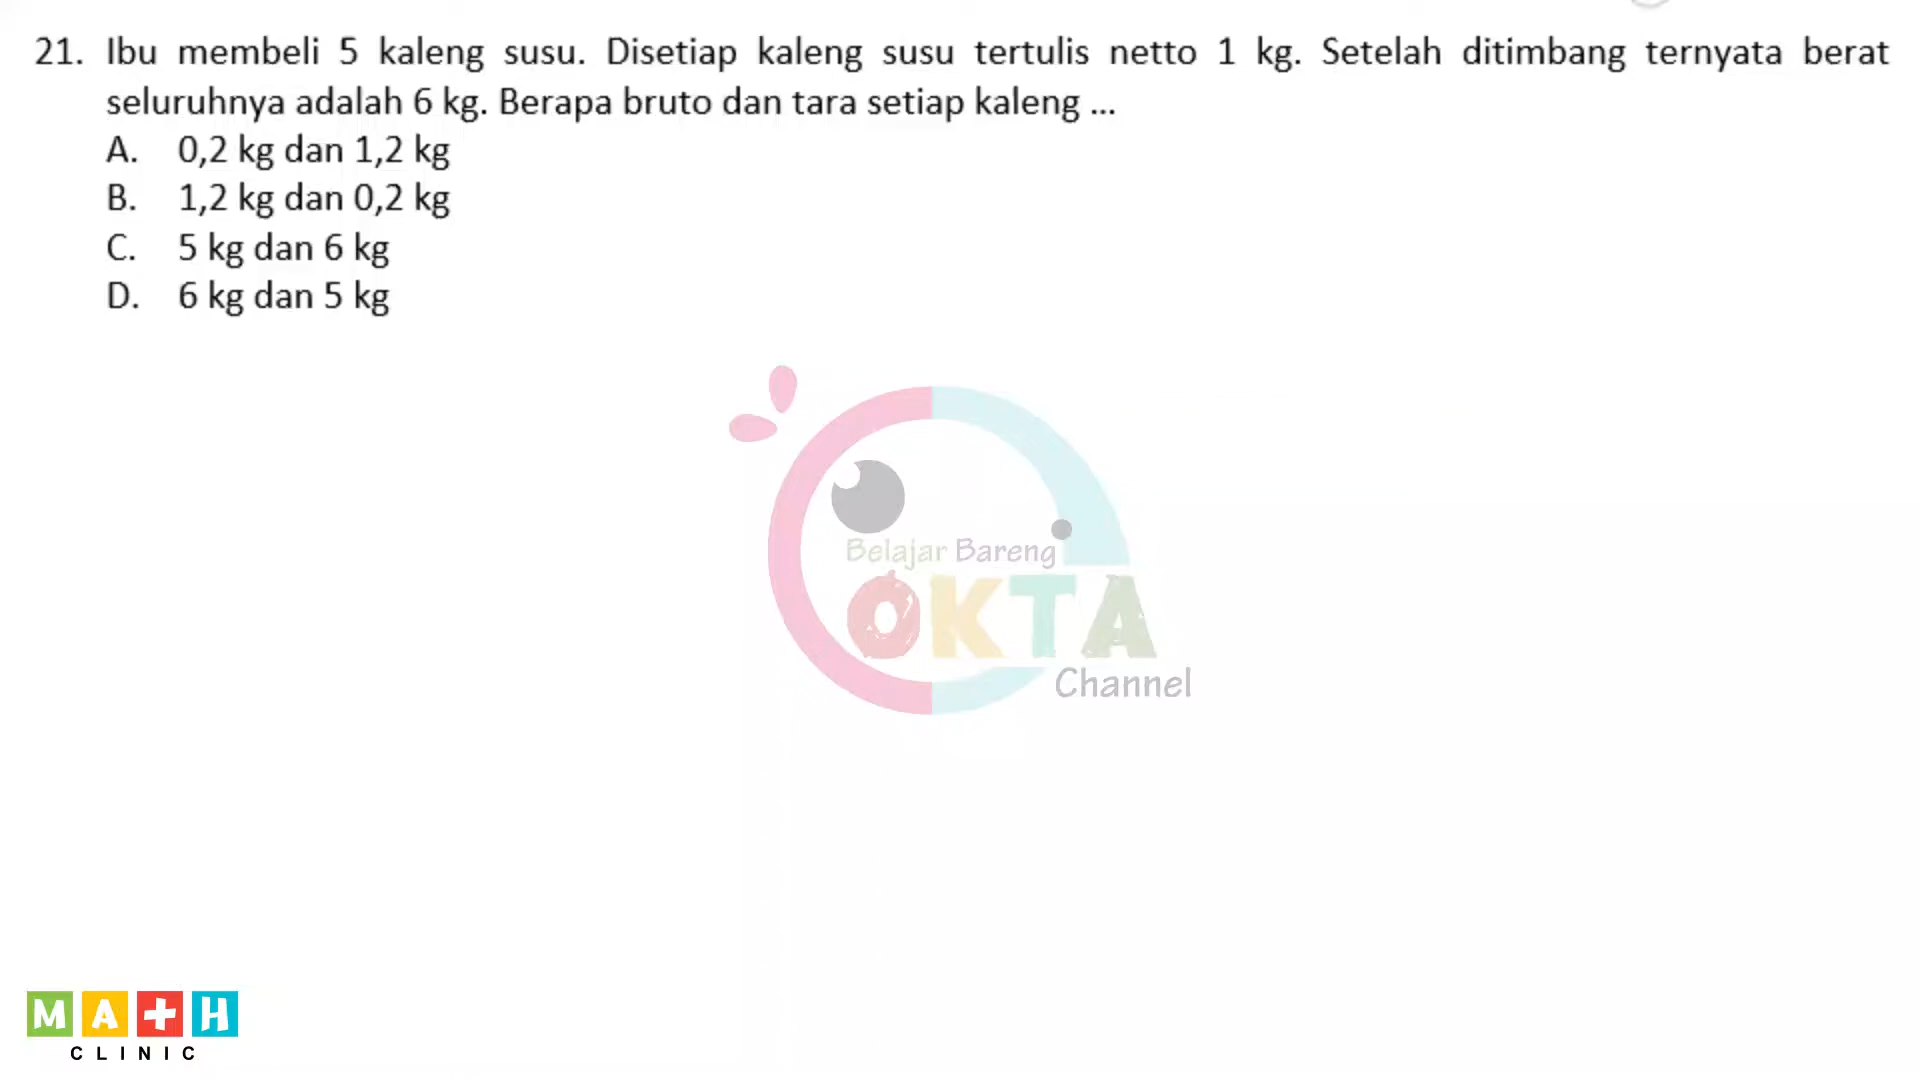 21. Ibu membeli 5 kaleng susu. Disetiap kaleng susu tertulis netto 1 kg. Setelah ditimbang ternyata berat
seluruhnya adalah 6 kg. Berapa bruto dan tara setiap kaleng ...
A. 0,2 kg dan 1,2 kg
B. 1,2 kg dan 0,2 kg
C. 5 kg dan 6 kg
D. 6 kg dan 5 kg
Belajar Bareng
OKTA
Channel
MATH
CLINIC